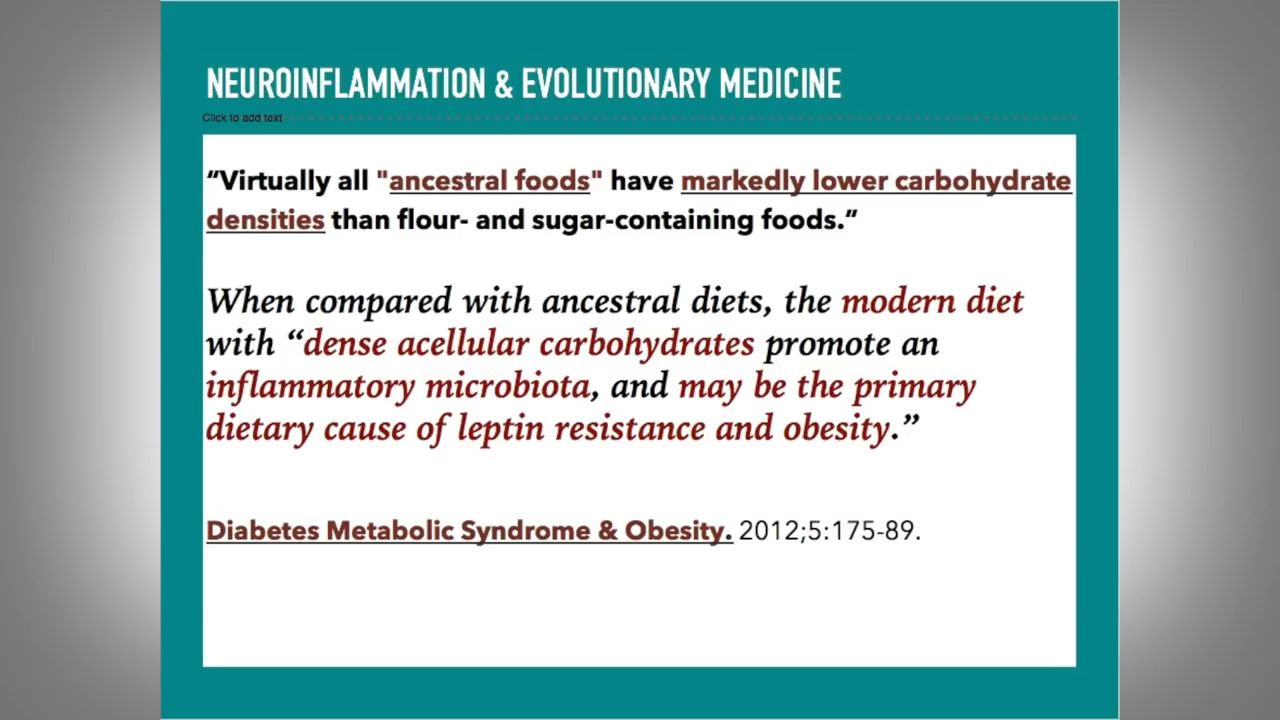 NEUROINFLAMMATION & EVOLUTIONARY MEDICINE
Click to add text
“Virtually all "ancestral foods" have markedly lower carbohydrate
densities than flour- and sugar-containing foods.”
When compared with ancestral diets, the modern diet
with “dense acellular carbohydrates promote an
inflammatory microbiota, and may be the primary
dietary cause of leptin resistance and obesity.”
Diabetes Metabolic Syndrome & Obesity. 2012;5:175-89.